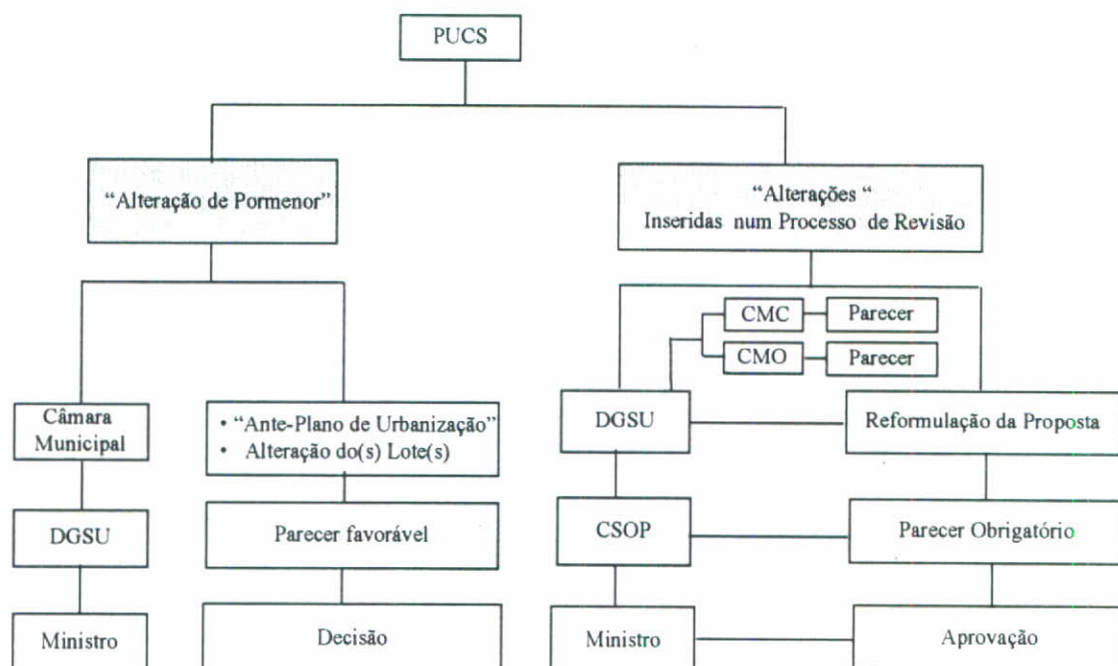 PUCS
“Alteração de Pormenor”
“Alterações “
Inseridas num Processo de Revisão
CMC
Parecer
CMO
Parecer
Câmara
Municipal
• “Ante-Plano de Urbanização”
• Alteração do(s) Lote(s)
DGSU
Reformulação da Proposta
DGSU
Parecer favorável
CSOP
Parecer Obrigatório
Ministro
Decisão
Ministro
Aprovação